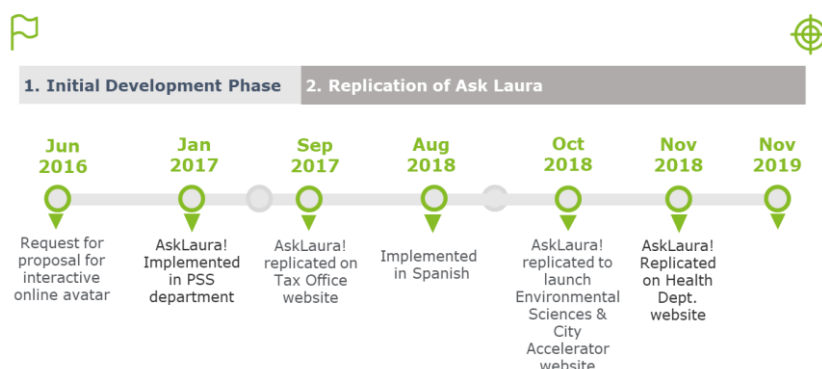 1. Initial Development Phase
2. Replication of Ask Laura
Jun
2016
Jan
2017
Sep
2017
Aug
2018
Oct
2018
Nov
2018
Nov
2019
Request for
proposal for
interactive
online avatar
AskLaura!
Implemented
in PSS
department
AskLaura!
replicated on
Tax Office
website
Implemented
in Spanish
AskLaura!
replicated to
launch
Environmental
Sciences &
City
Accelerator
website
AskLaura!
Replicated
on Health
Dept.
website